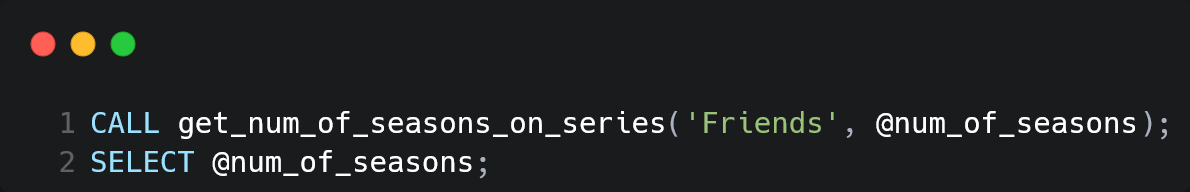 1 CALL get_num_of_seasons_on_series('Friends', @num_of_seasons);
2 SELECT @num_of_seasons;